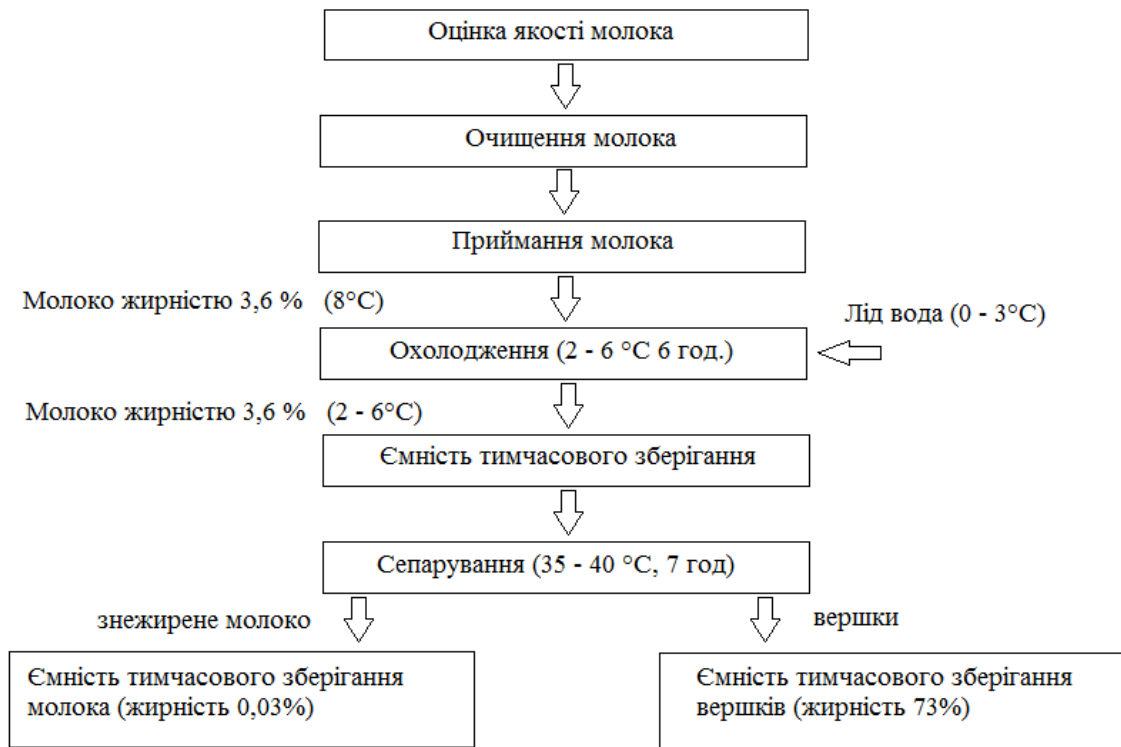 Оцінка якості молока
Очищення молока
Приймання молока
Молоко жирністю 3,6 % (8°C)
Лід вода (0 - 3°C)
Охолодження (2 - 6 °C 6 год.)
Молоко жирністю 3,6 % (2 - 6°C)
Ємність тимчасового зберігання
Сепарування (35 - 40 °C, 7 год)
знежирене молоко
вершки
Ємність тимчасового зберігання
молока (жирність 0,03%)
Ємність тимчасового зберігання
вершків (жирність 73%)